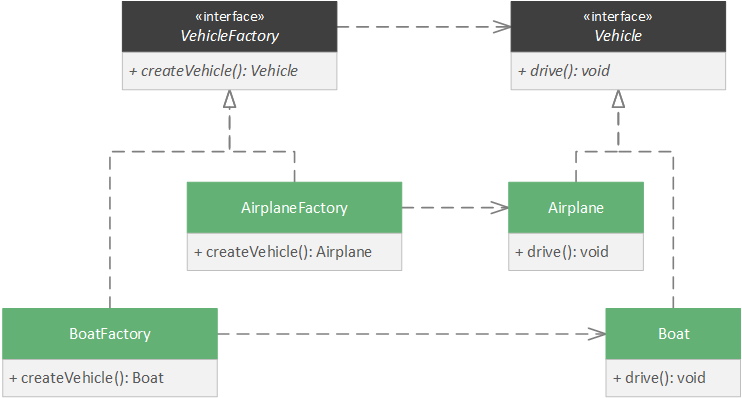 «interface»
VehicleFactory
+ createVehicle(): Vehicle
«interface»
Vehicle
+ drive(): void
AirplaneFactory
+ createVehicle(): Airplane
Airplane
+ drive(): void
BoatFactory
+ createVehicle(): Boat
Boat
+ drive(): void